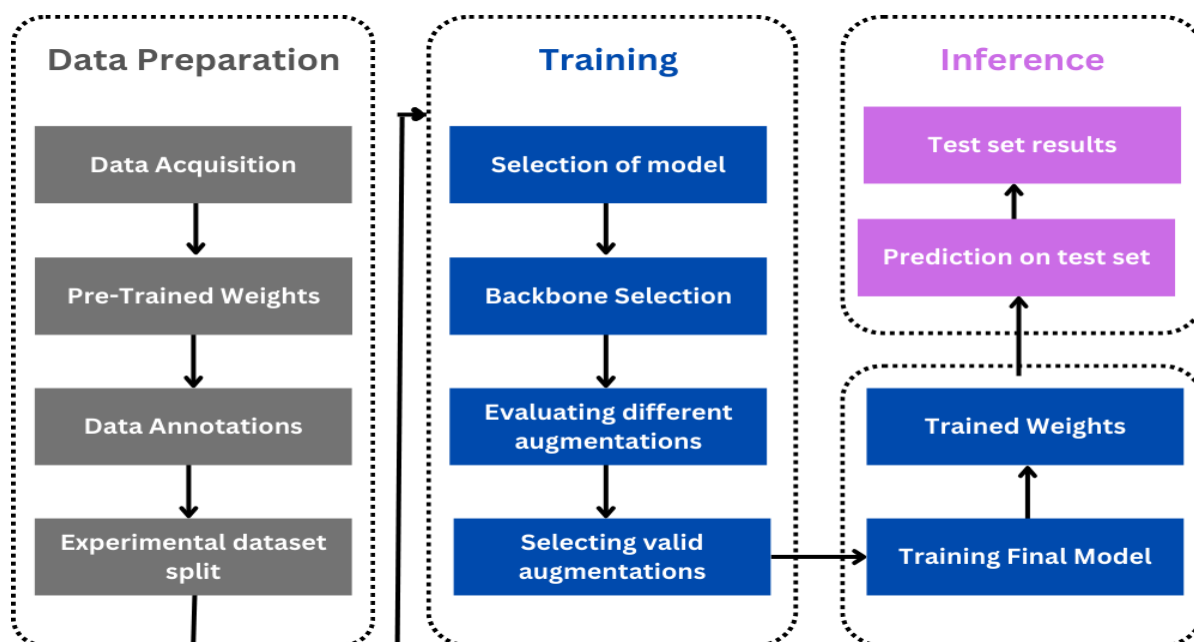 Data Preparation
Data Acquisition
Pre-Trained Weights
Data Annotations
Experimental dataset
split
Training
Selection of model
Backbone Selection
Evaluating different
augmentations
Selecting valid
augmentations
Inference
Test set results
Prediction on test set
Trained Weights
Training Final Model